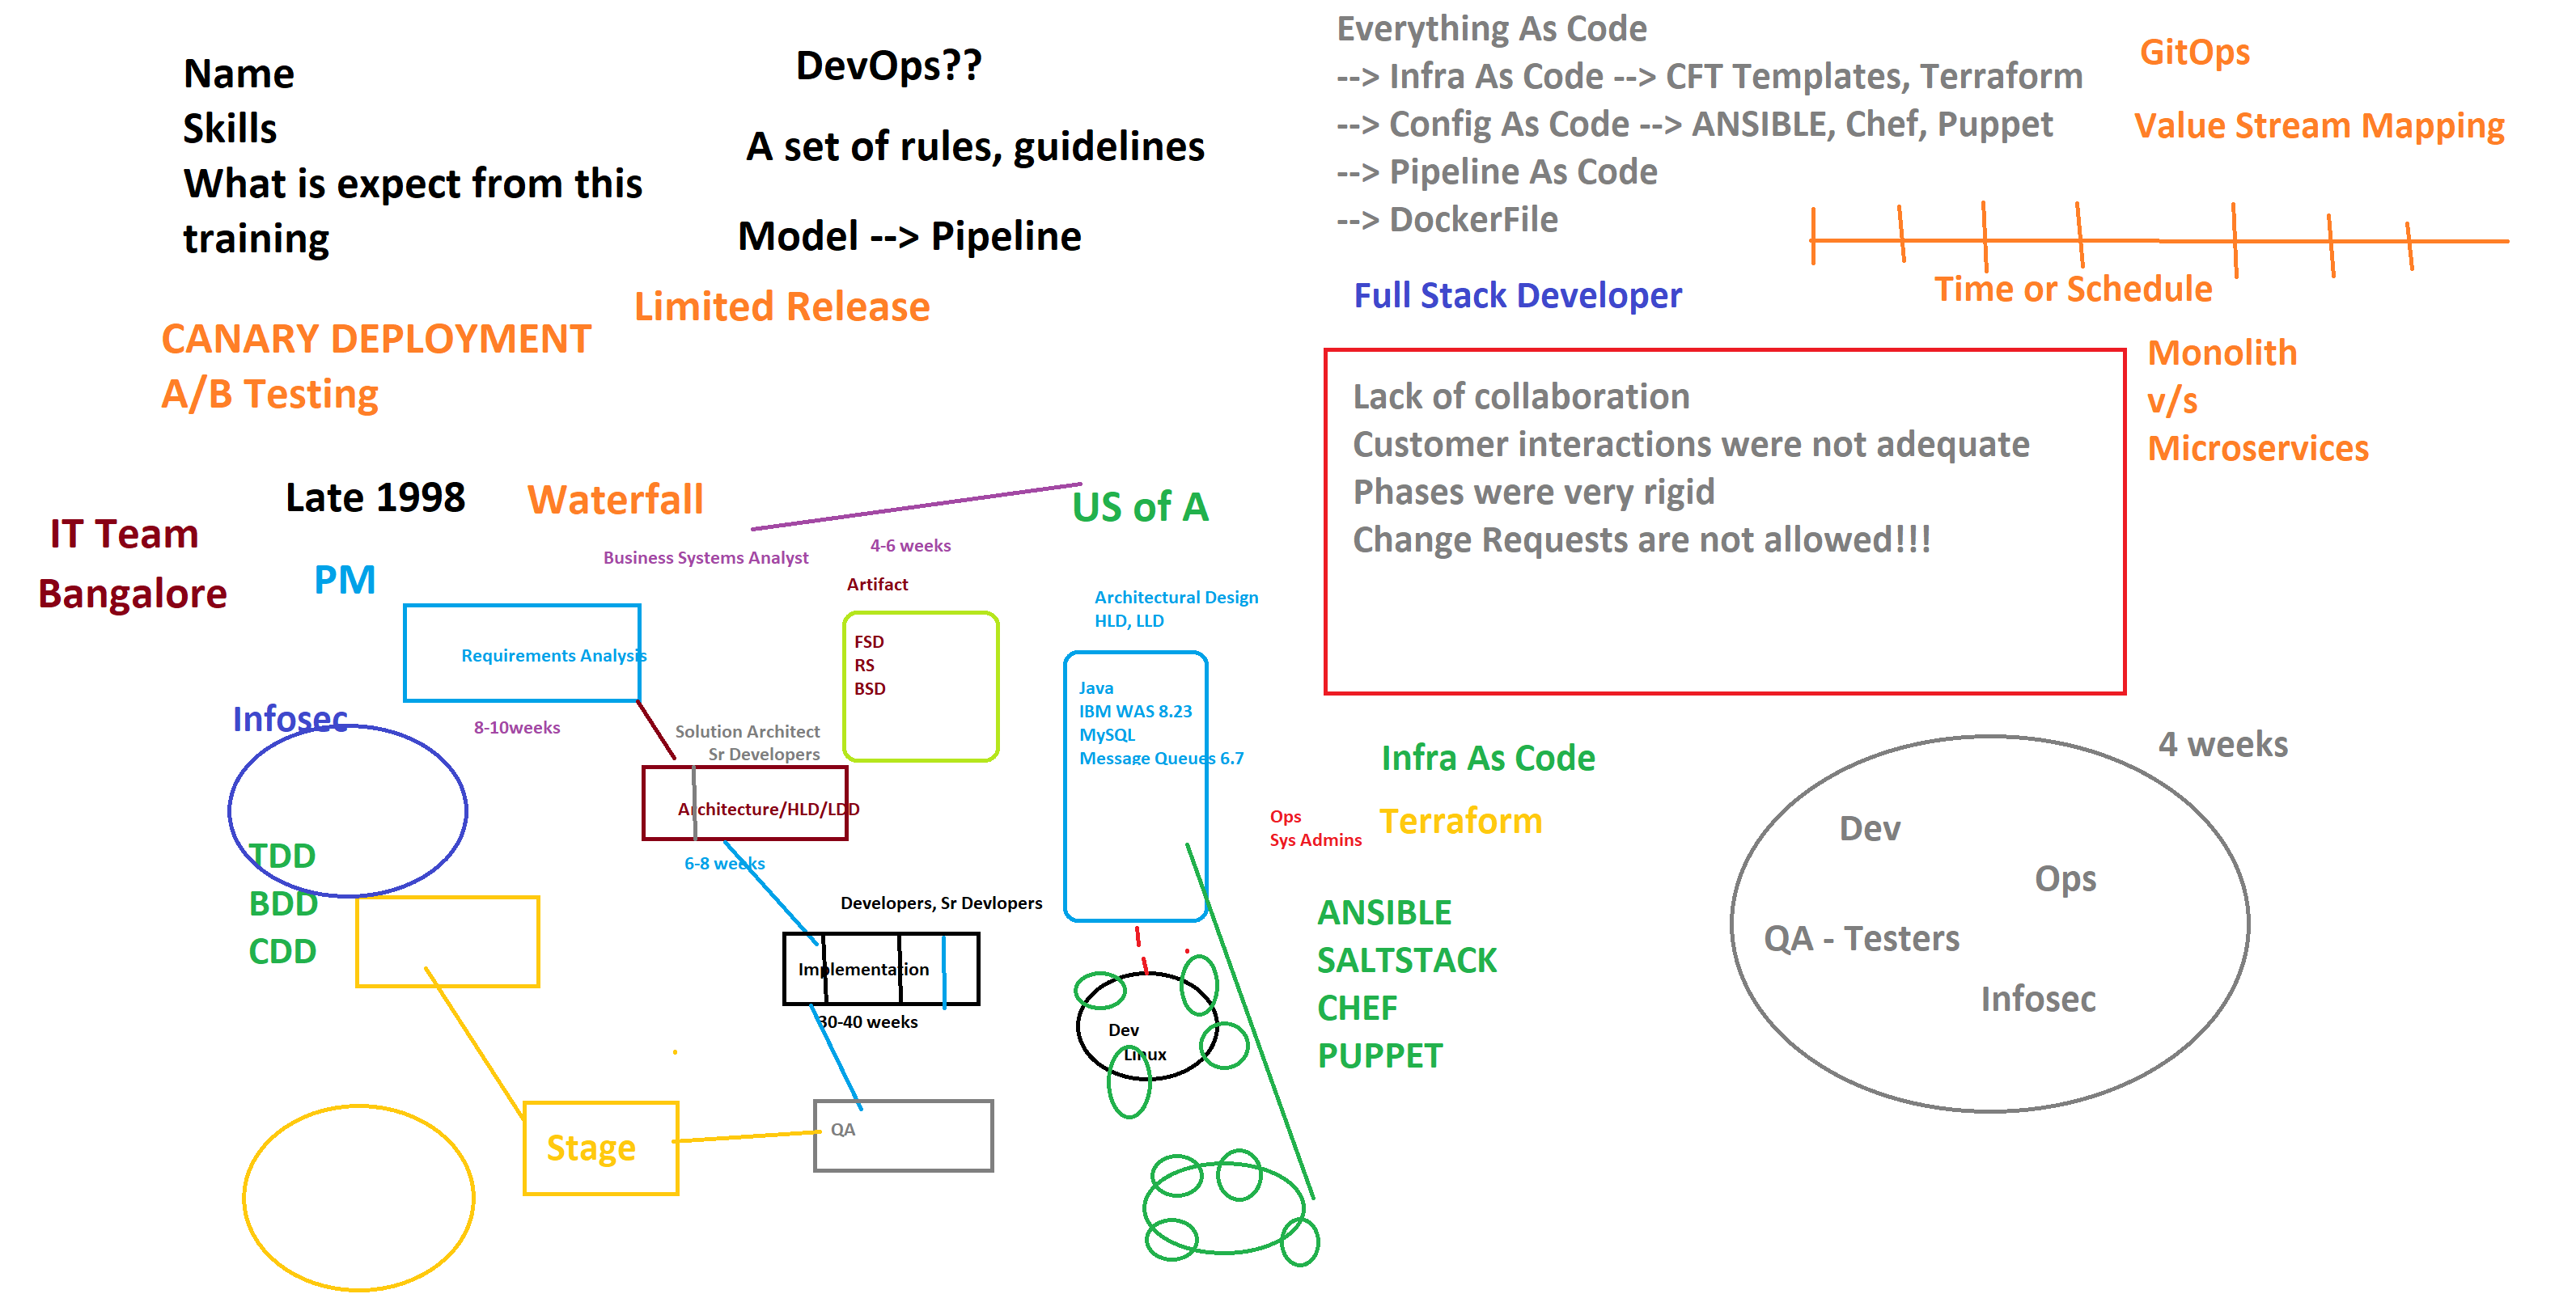 Name
Skills
What is expect from this
training
DevOps??
A set of rules, guidelines
Model --> Pipeline
Limited Release
CANARY DEPLOYMENT
A/B Testing
Everything As Code
--> Infra As Code --> CFT Templates, Terraform
--> Config As Code --> ANSIBLE, Chef, Puppet
--> Pipeline As Code
--> DockerFile
GitOps
Value Stream Mapping
Time or Schedule
Full Stack Developer
Lack of collaboration
Customer interactions were not adequate
Phases were very rigid
Change Requests are not allowed!!!
Monolith
v/s
Microservices
Late 1998
Waterfall
US of A
IT Team
Bangalore
PM
Business Systems Analyst
4-6 weeks
Artifact
FSD
RS
BSD
Architectural Design
HLD, LLD
Requirements Analysis
8-10weeks
Infosec
Solution Architect
Sr Developers
Architecture/HLD/LDD
6-8 weeks
Java
IBM WAS 8.23
MySQL
Message Queues 6.7
Ops
Sys Admins
Infra As Code
Terraform
TDD
BDD
CDD
Developers, Sr Devlopers
Implementation
30-40 weeks
Dev
Linux
ANSIBLE
SALTSTACK
CHEF
PUPPET
Stage
QA
4 weeks
Dev
Ops
QA - Testers
Infosec